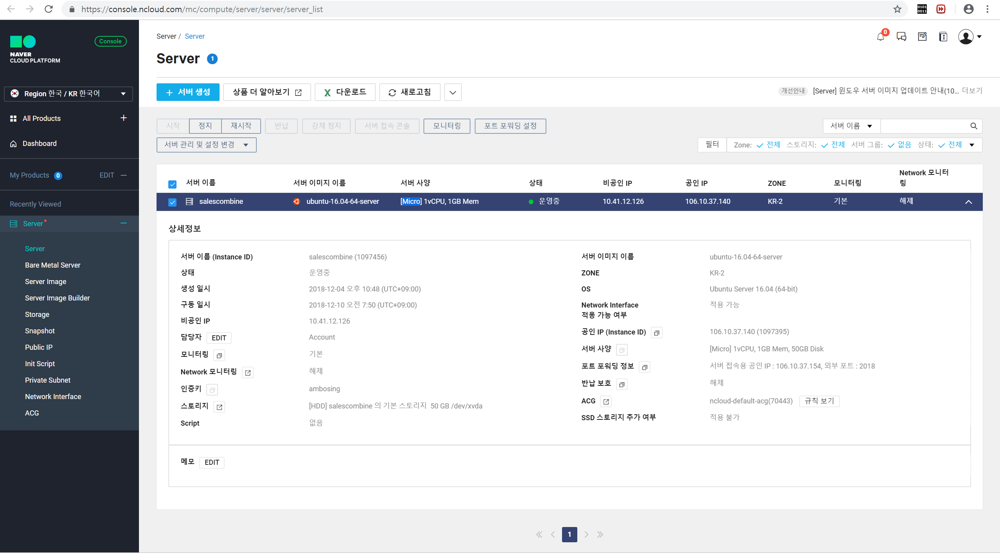 https://console.ncloud.com/mc/compute/server/server/server_list
NAVER
CLOUD PLATFORM
Console
Region 한국 / KR 한국어
All Products
Dashboard
My Products 0 EDIT
Recently Viewed
Server
Server
Bare Metal Server
Server Image
Server Image Builder
Storage
Snapshot
Public IP
Init Script
Private Subnet
Network Interface
ACG
Server / Server
0
Server 1
+ 서버 생성 상품 더 알아보기 다운로드 새로고침
개선안내 [Server] 윈도우 서버 이미지 업데이트 안내(10... 더보기
시작 정지 재시작 반납 강제 정지 서버 접속 콘솔 모니터링 포트 포워딩 설정 서버 이름
서버 관리 및 설정 변경 필터 Zone: 전체 스토리지: 전체 서버 그룹: 없음 상태: 전체
서버 이름 서버 이미지 이름 서버 사양 상태 비공인 IP 공인 IP ZONE 모니터링 Network 모니터링
salescombine ubuntu-16.04-64-server [Micro] 1vCPU, 1GB Mem 운영중 10.41.12.126 106.10.37.140 KR-2 기본 해제
상세정보
서버 이름 (Instance ID) salescombine (1097456)
상태 운영중
생성 일시 2018-12-04 오후 10:48 (UTC+09:00)
구동 일시 2018-12-10 오전 7:50 (UTC+09:00)
비공인 IP 10.41.12.126
담당자 EDIT Account
모니터링 기본
Network 모니터링 해제
인증키 ambosing
스토리지 [HDD] salescombine 의 기본 스토리지 50 GB /dev/xvda
Script 없음
서버 이미지 이름 ubuntu-16.04-64-server
ZONE KR-2
OS Ubuntu Server 16.04 (64-bit)
Network Interface 적용 가능
적용 가능 여부
공인 IP (Instance ID) 106.10.37.140 (1097395)
서버 사양 [Micro] 1vCPU, 1GB Mem, 50GB Disk
포트 포워딩 정보 서버 접속용 공인 IP : 106.10.37.154, 외부 포트 : 2018
반납 보호 해제
ACG ncloud-default-acg(70443) 규칙 보기
SSD 스토리지 추가 여부 적용 불가
메모 EDIT
1